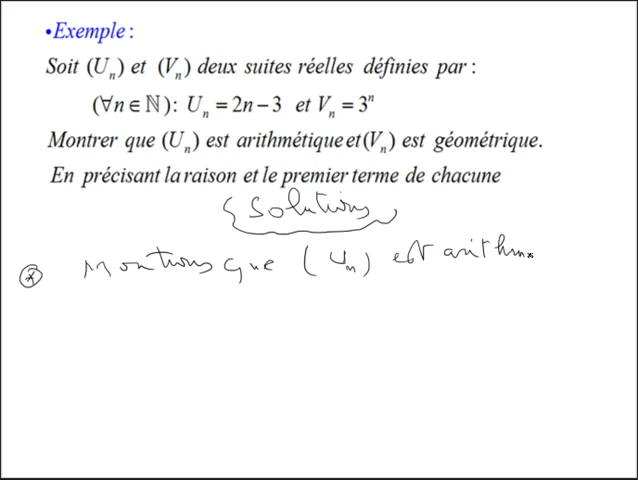 •Exemple :
Soit (Uₙ) et (Vₙ) deux suites réelles définies par :
(∀n ∈ ℕ): Uₙ = 2n − 3 et Vₙ = 3ⁿ
Montrer que (Uₙ) est arithmétique et (Vₙ) est géométrique.
En précisant la raison et le premier terme de chacune
{ Solutions
⊛ Montrons que (Uₙ) est arithm